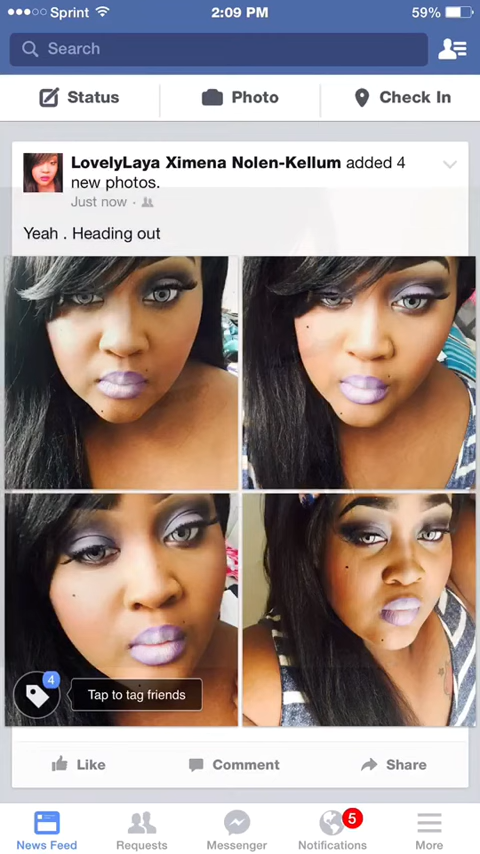 Sprint 2:09 PM 59%
Search
Status Photo Check In
LovelyLaya Ximena Nolen-Kellum added 4
new photos.
Just now ·
Yeah . Heading out
4
Tap to tag friends
Like Comment Share
5
News Feed Requests Messenger Notifications More